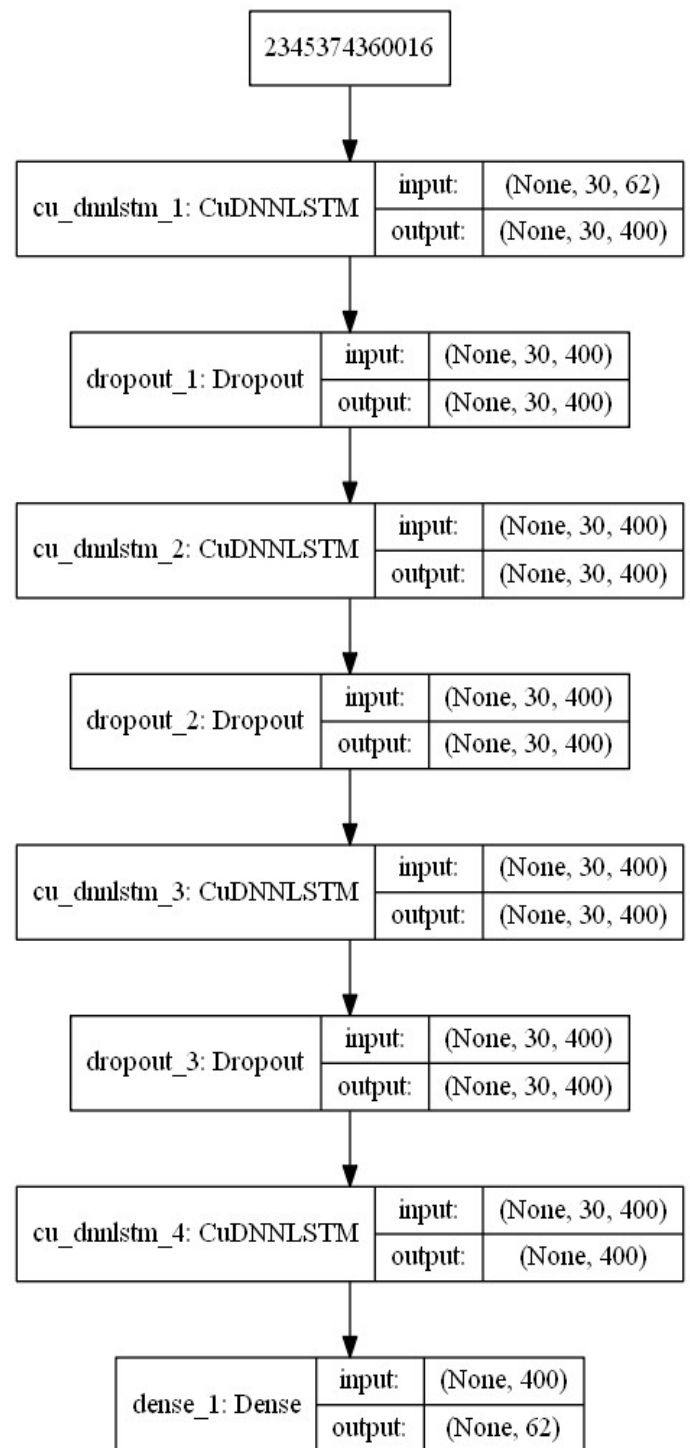 2345374360016
cu_dnnlstm_1: CuDNNLSTM
input: (None, 30, 62)
output: (None, 30, 400)
dropout_1: Dropout
input: (None, 30, 400)
output: (None, 30, 400)
cu_dnnlstm_2: CuDNNLSTM
input: (None, 30, 400)
output: (None, 30, 400)
dropout_2: Dropout
input: (None, 30, 400)
output: (None, 30, 400)
cu_dnnlstm_3: CuDNNLSTM
input: (None, 30, 400)
output: (None, 30, 400)
dropout_3: Dropout
input: (None, 30, 400)
output: (None, 30, 400)
cu_dnnlstm_4: CuDNNLSTM
input: (None, 30, 400)
output: (None, 400)
dense_1: Dense
input: (None, 400)
output: (None, 62)